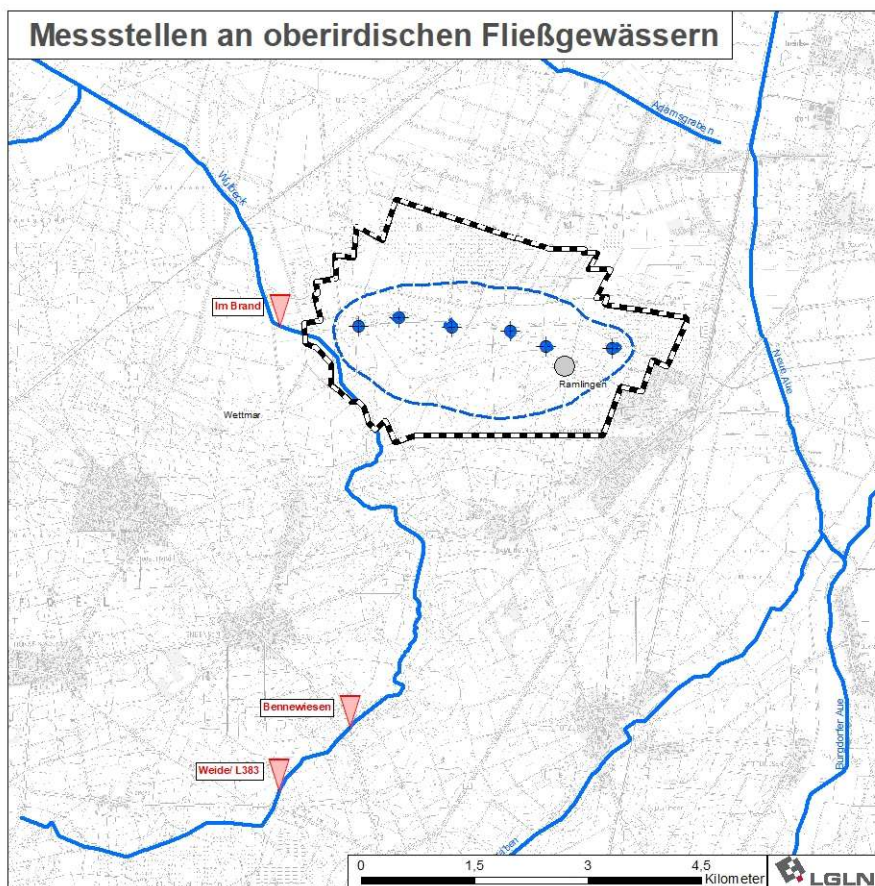 Messstellen an oberirdischen Fließgewässern
Adamsgraben
Wulbeck
Im Brand
Ramlingen
Neue Aue
Wettmar
Bennewiesen
Burgdorfer Aue
Weide/ L383
0 1,5 3 4,5
Kilometer
LGLN